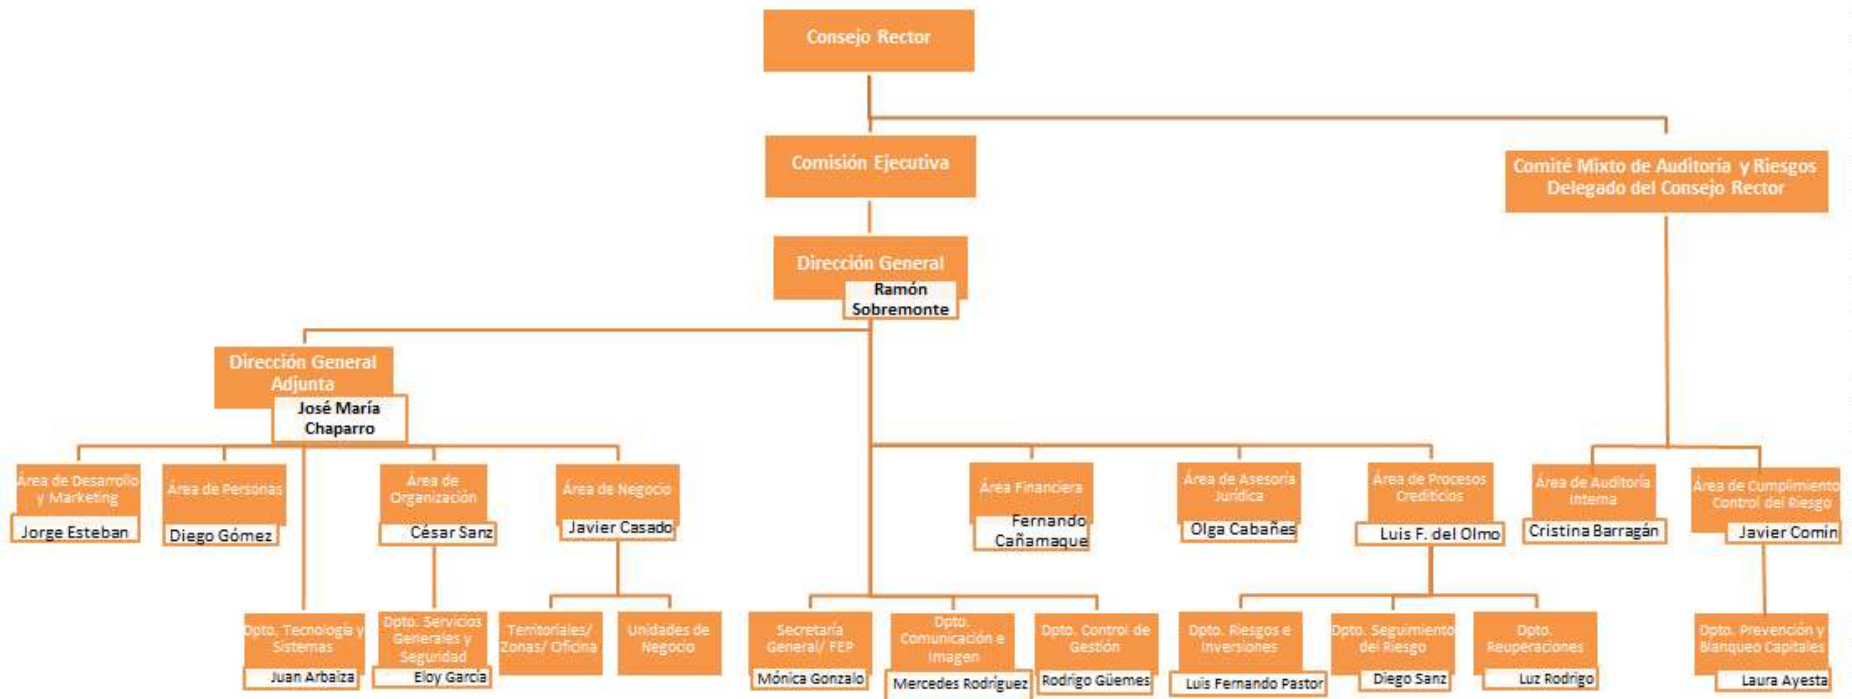 Consejo Rector
Comisión Ejecutiva
Comité Mixto de Auditoría y Riesgos
Delegado del Consejo Rector
Dirección General
Ramón
Sobremonte
Dirección General
Adjunta
José María
Chaparro
Área de Desarrollo
y Marketing
Jorge Esteban
Área de Personas
Diego Gómez
Área de
Organización
César Sanz
Área de Negocio
Javier Casado
Área Financiera
Fernando
Cañamaque
Área de Asesoría
Jurídica
Olga Cabañes
Área de Procesos
Crediticios
Luis F. del Olmo
Área de Auditoría
Interna
Cristina Barragán
Área de Cumplimiento
Control del Riesgo
Javier Comín
Dpto. Tecnología y
Sistemas
Juan Arbaiza
Dpto. Servicios
Generales y
Seguridad
Eloy García
Territoriales/
Zonas/ Oficina
Unidades de
Negocio
Secretaría
General/ FEP
Mónica Gonzalo
Dpto.
Comunicación e
Imagen
Mercedes Rodríguez
Dpto. Control de
Gestión
Rodrigo Güemes
Dpto. Riesgos e
Inversiones
Luis Fernando Pastor
Dpto. Seguimiento
del Riesgo
Diego Sanz
Dpto.
Reuperaciones
Luz Rodrigo
Dpto. Prevención y
Blanqueo Capitales
Laura Ayesta